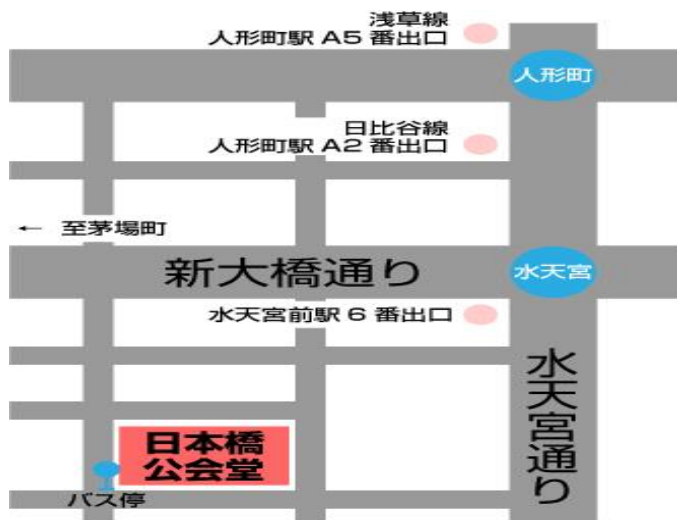 浅草線
人形町駅 A5 番出口
人形町
日比谷線
人形町駅 A2 番出口
← 至茅場町
新大橋通り
水天宮
水天宮前駅 6 番出口
水天宮通り
日本橋
公会堂
バス停